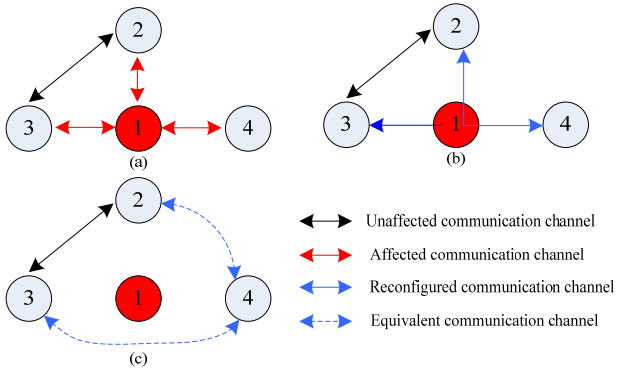 2
2
3
1
4
3
1
4
(a)
(b)
2
Unaffected communication channel
Affected communication channel
Reconfigured communication channel
3
1
4
Equivalent communication channel
(c)